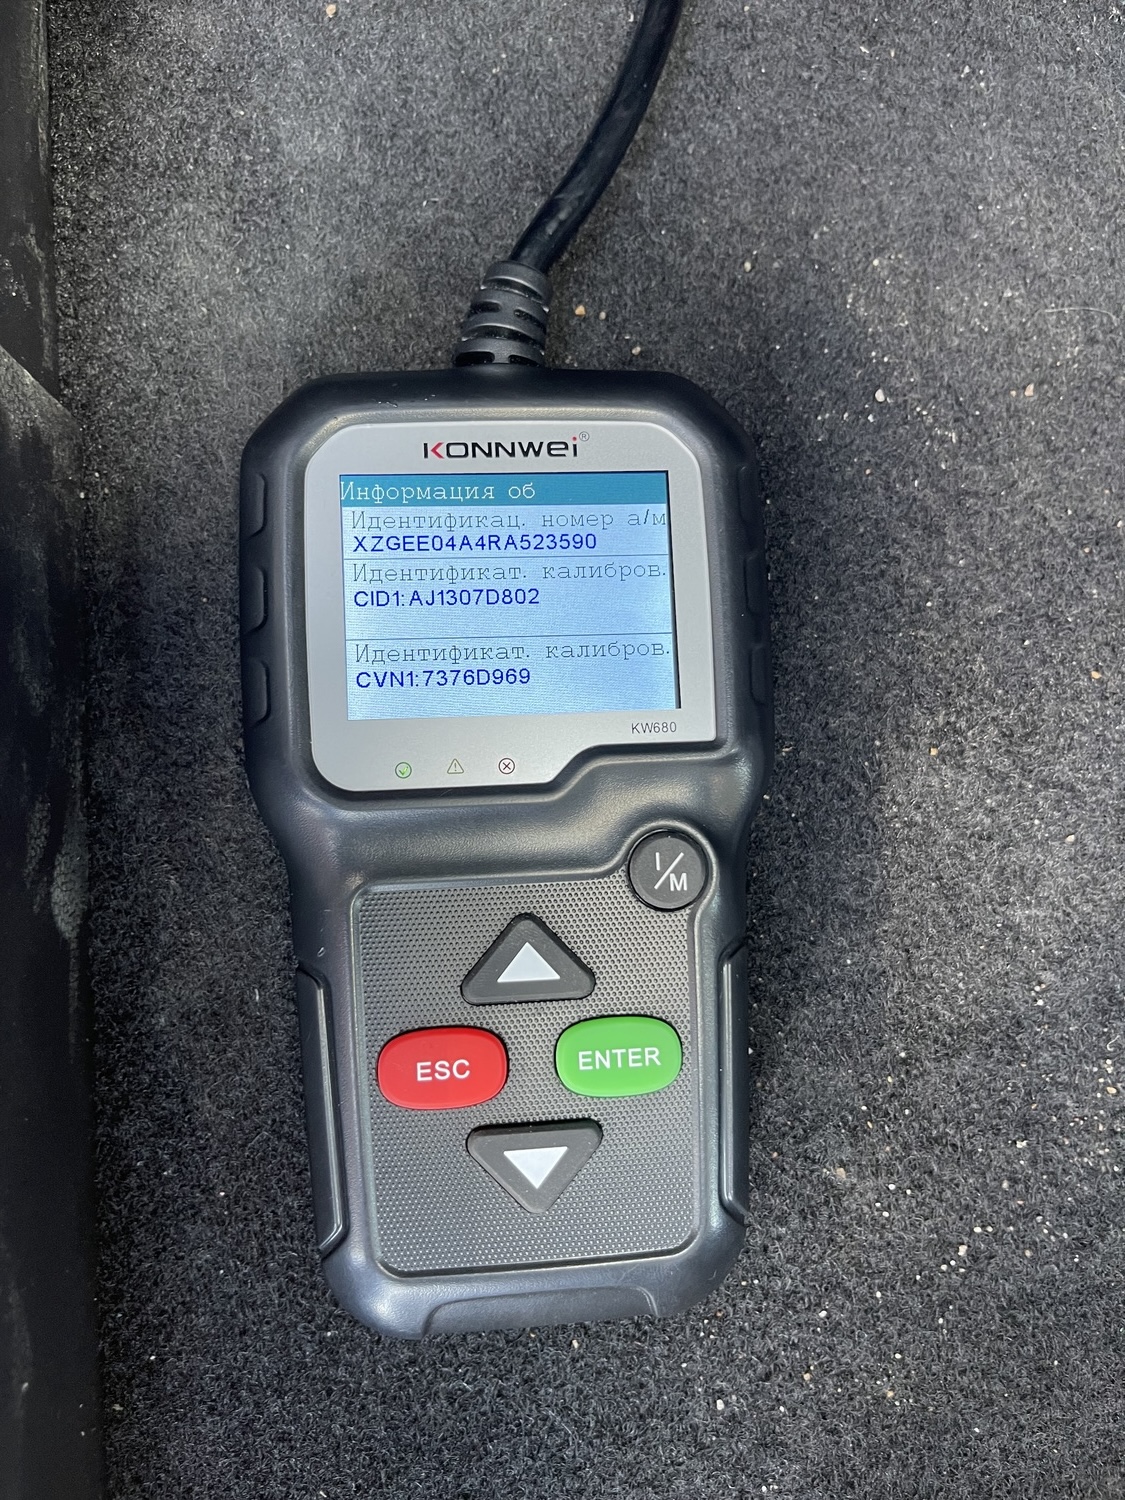 KONNWEI®
Информация об
Идентификац. номер а/м
XZGEE04A4RA523590
Идентификат. калибров.
CID1:AJ1307D802
Идентификат. калибров.
CVN1:7376D969
KW680
I/M
ESC
ENTER